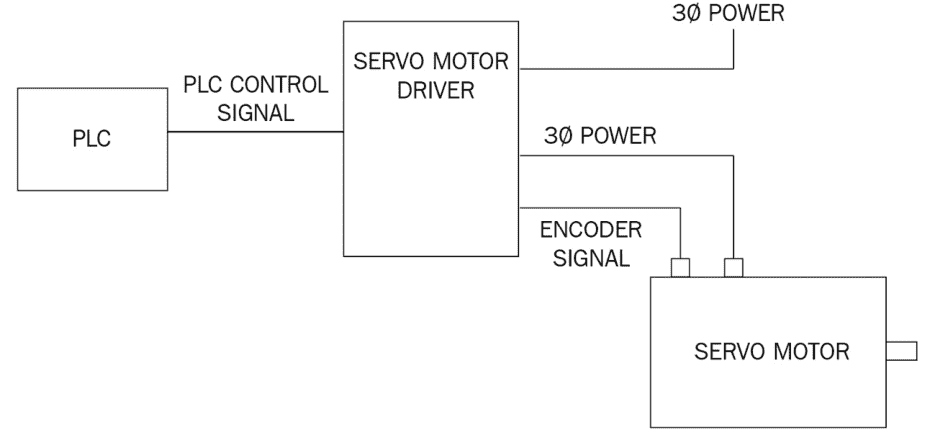 3Ø POWER
SERVO MOTOR
DRIVER
PLC CONTROL
SIGNAL
PLC
3Ø POWER
ENCODER
SIGNAL
SERVO MOTOR